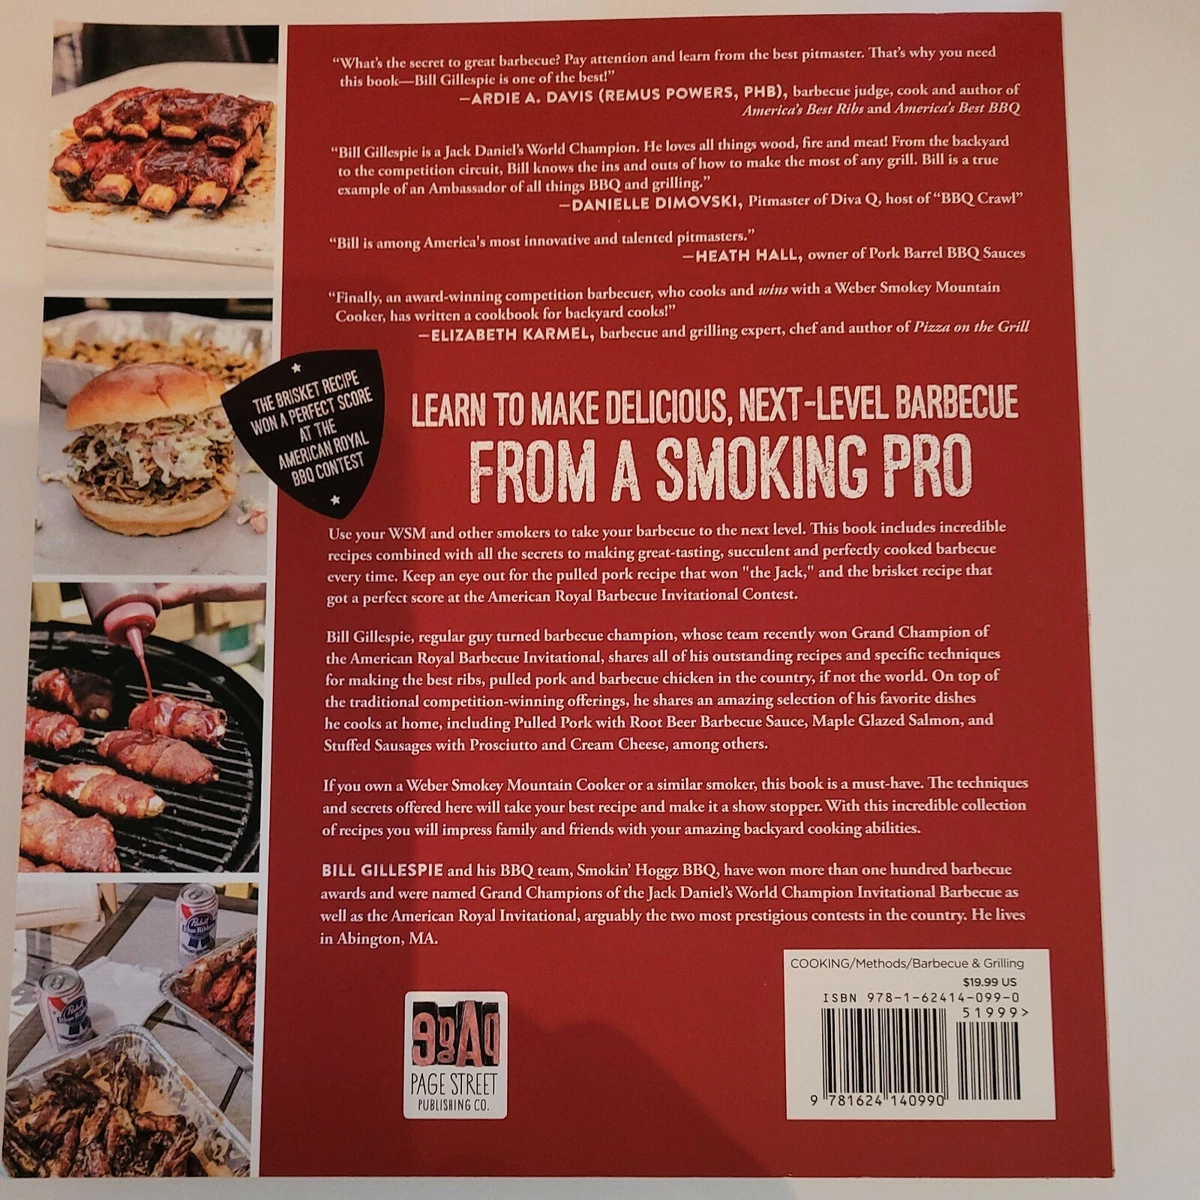 “What's the secret to great barbecue? Pay attention and learn from the best pitmaster. That's why you need
this book—Bill Gillespie is one of the best!”
—ARDIE A. DAVIS (REMUS POWERS, PHB), barbecue judge, cook and author of
America's Best Ribs and America's Best BBQ
“Bill Gillespie is a Jack Daniel's World Champion. He loves all things wood, fire and meat! From the backyard
to the competition circuit, Bill knows the ins and outs of how to make the most of any grill. Bill is a true
example of an Ambassador of all things BBQ and grilling.”
—DANIELLE DIMOVSKI, Pitmaster of Diva Q, host of “BBQ Crawl”
“Bill is among America's most innovative and talented pitmasters.”
—HEATH HALL, owner of Pork Barrel BBQ Sauces
“Finally, an award-winning competition barbecuer, who cooks and wins with a Weber Smokey Mountain
Cooker, has written a cookbook for backyard cooks!”
—ELIZABETH KARMEL, barbecue and grilling expert, chef and author of Pizza on the Grill
THE BRISKET RECIPE
WON A PERFECT SCORE
AT THE
AMERICAN ROYAL
BBQ CONTEST
LEARN TO MAKE DELICIOUS, NEXT-LEVEL BARBECUE
FROM A SMOKING PRO
Use your WSM and other smokers to take your barbecue to the next level. This book includes incredible
recipes combined with all the secrets to making great-tasting, succulent and perfectly cooked barbecue
every time. Keep an eye out for the pulled pork recipe that won "the Jack," and the brisket recipe that
got a perfect score at the American Royal Barbecue Invitational Contest.
Bill Gillespie, regular guy turned barbecue champion, whose team recently won Grand Champion of
the American Royal Barbecue Invitational, shares all of his outstanding recipes and specific techniques
for making the best ribs, pulled pork and barbecue chicken in the country, if not the world. On top of
the traditional competition-winning offerings, he shares an amazing selection of his favorite dishes
he cooks at home, including Pulled Pork with Root Beer Barbecue Sauce, Maple Glazed Salmon, and
Stuffed Sausages with Prosciutto and Cream Cheese, among others.
If you own a Weber Smokey Mountain Cooker or a similar smoker, this book is a must-have. The techniques
and secrets offered here will take your best recipe and make it a show stopper. With this incredible collection
of recipes you will impress family and friends with your amazing backyard cooking abilities.
BILL GILLESPIE and his BBQ team, Smokin' Hoggz BBQ, have won more than one hundred barbecue
awards and were named Grand Champions of the Jack Daniel's World Champion Invitational Barbecue as
well as the American Royal Invitational, arguably the two most prestigious contests in the country. He lives
in Abington, MA.
PAGE STREET
PUBLISHING CO.
COOKING/Methods/Barbecue & Grilling
$19.99 US
ISBN 978-1-62414-099-0
51999>
9 781624 140990
Pabst
Blue Ribbon
Pabst
Blue Ribbon